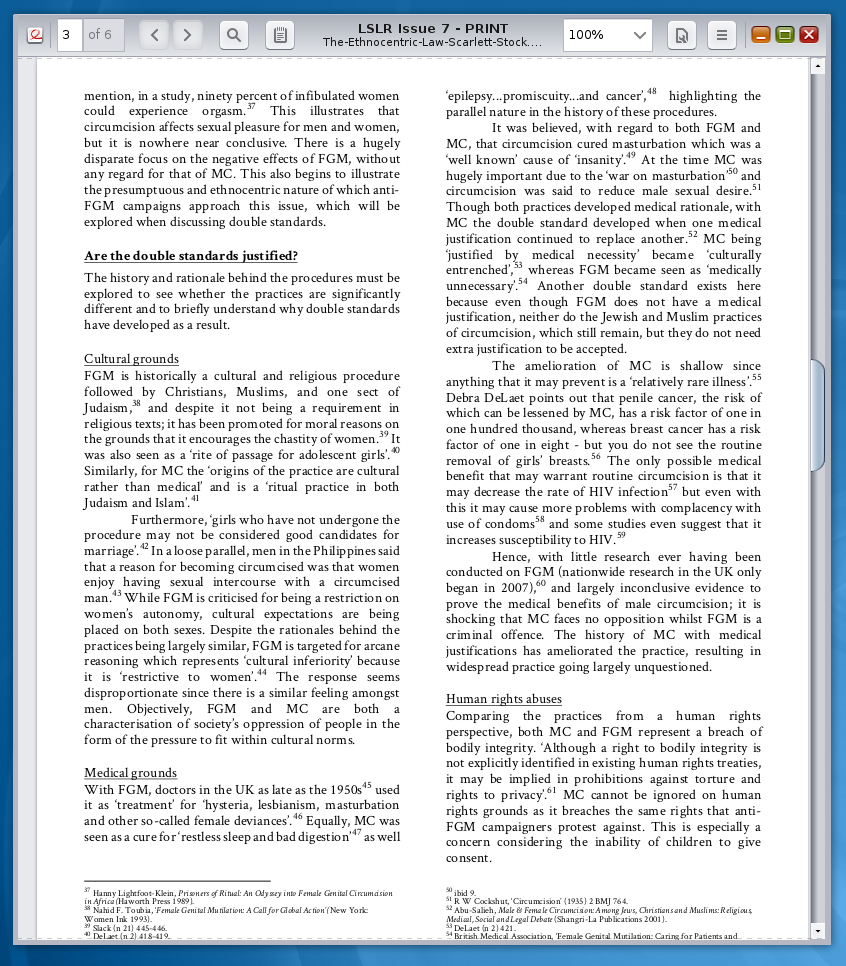 3 of 6
LSLR Issue 7 - PRINT
The-Ethnocentric-Law-Scarlett-Stock....
100%
mention, in a study, ninety percent of infibulated women
could experience orgasm.37 This illustrates that
circumcision affects sexual pleasure for men and women,
but it is nowhere near conclusive. There is a hugely
disparate focus on the negative effects of FGM, without
any regard for that of MC. This also begins to illustrate
the presumptuous and ethnocentric nature of which anti-
FGM campaigns approach this issue, which will be
explored when discussing double standards.
Are the double standards justified?
The history and rationale behind the procedures must be
explored to see whether the practices are significantly
different and to briefly understand why double standards
have developed as a result.
Cultural grounds
FGM is historically a cultural and religious procedure
followed by Christians, Muslims, and one sect of
Judaism,38 and despite it not being a requirement in
religious texts; it has been promoted for moral reasons on
the grounds that it encourages the chastity of women.39 It
was also seen as a ‘rite of passage for adolescent girls’.40
Similarly, for MC the ‘origins of the practice are cultural
rather than medical’ and is a ‘ritual practice in both
Judaism and Islam’.41
Furthermore, ‘girls who have not undergone the
procedure may not be considered good candidates for
marriage’.42 In a loose parallel, men in the Philippines said
that a reason for becoming circumcised was that women
enjoy having sexual intercourse with a circumcised
man.43 While FGM is criticised for being a restriction on
women’s autonomy, cultural expectations are being
placed on both sexes. Despite the rationales behind the
practices being largely similar, FGM is targeted for arcane
reasoning which represents ‘cultural inferiority’ because
it is ‘restrictive to women’.44 The response seems
disproportionate since there is a similar feeling amongst
men. Objectively, FGM and MC are both a
characterisation of society’s oppression of people in the
form of the pressure to fit within cultural norms.
Medical grounds
With FGM, doctors in the UK as late as the 1950s45 used
it as ‘treatment’ for ‘hysteria, lesbianism, masturbation
and other so-called female deviances’.46 Equally, MC was
seen as a cure for ‘restless sleep and bad digestion’47 as well
37 Hanny Lightfoot-Klein, Prisoners of Ritual: An Odyssey into Female Genital Circumcision
in Africa (Haworth Press 1989).
38 Nahid F. Toubia, ‘Female Genital Mutilation: A Call for Global Action’ (New York:
Women Ink 1993).
39 Slack (n 21) 445-446.
40 DeLaet (n 2) 418-419.
‘epilepsy...promiscuity...and cancer’,48 highlighting the
parallel nature in the history of these procedures.
It was believed, with regard to both FGM and
MC, that circumcision cured masturbation which was a
‘well known’ cause of ‘insanity’.49 At the time MC was
hugely important due to the ‘war on masturbation’50 and
circumcision was said to reduce male sexual desire.51
Though both practices developed medical rationale, with
MC the double standard developed when one medical
justification continued to replace another.52 MC being
‘justified by medical necessity’ became ‘culturally
entrenched’,53 whereas FGM became seen as ‘medically
unnecessary’.54 Another double standard exists here
because even though FGM does not have a medical
justification, neither do the Jewish and Muslim practices
of circumcision, which still remain, but they do not need
extra justification to be accepted.
The amelioration of MC is shallow since
anything that it may prevent is a ‘relatively rare illness’.55
Debra DeLaet points out that penile cancer, the risk of
which can be lessened by MC, has a risk factor of one in
one hundred thousand, whereas breast cancer has a risk
factor of one in eight - but you do not see the routine
removal of girls’ breasts.56 The only possible medical
benefit that may warrant routine circumcision is that it
may decrease the rate of HIV infection57 but even with
this it may cause more problems with complacency with
use of condoms58 and some studies even suggest that it
increases susceptibility to HIV.59
Hence, with little research ever having been
conducted on FGM (nationwide research in the UK only
began in 2007),60 and largely inconclusive evidence to
prove the medical benefits of male circumcision; it is
shocking that MC faces no opposition whilst FGM is a
criminal offence. The history of MC with medical
justifications has ameliorated the practice, resulting in
widespread practice going largely unquestioned.
Human rights abuses
Comparing the practices from a human rights
perspective, both MC and FGM represent a breach of
bodily integrity. ‘Although a right to bodily integrity is
not explicitly identified in existing human rights treaties,
it may be implied in prohibitions against torture and
rights to privacy’.61 MC cannot be ignored on human
rights grounds as it breaches the same rights that anti-
FGM campaigners protest against. This is especially a
concern considering the inability of children to give
consent.
50 ibid 9.
51 R W Cockshut, ‘Circumcision’ (1935) 2 BMJ 764.
52 Abu-Salieh, Male & Female Circumcision: Among Jews, Christians and Muslims: Religious,
Medical, Social and Legal Debate (Shangri-La Publications 2001).
53 DeLaet (n 2) 421.
54 British Medical Association, ‘Female Genital Mutilation: Caring for Patients and